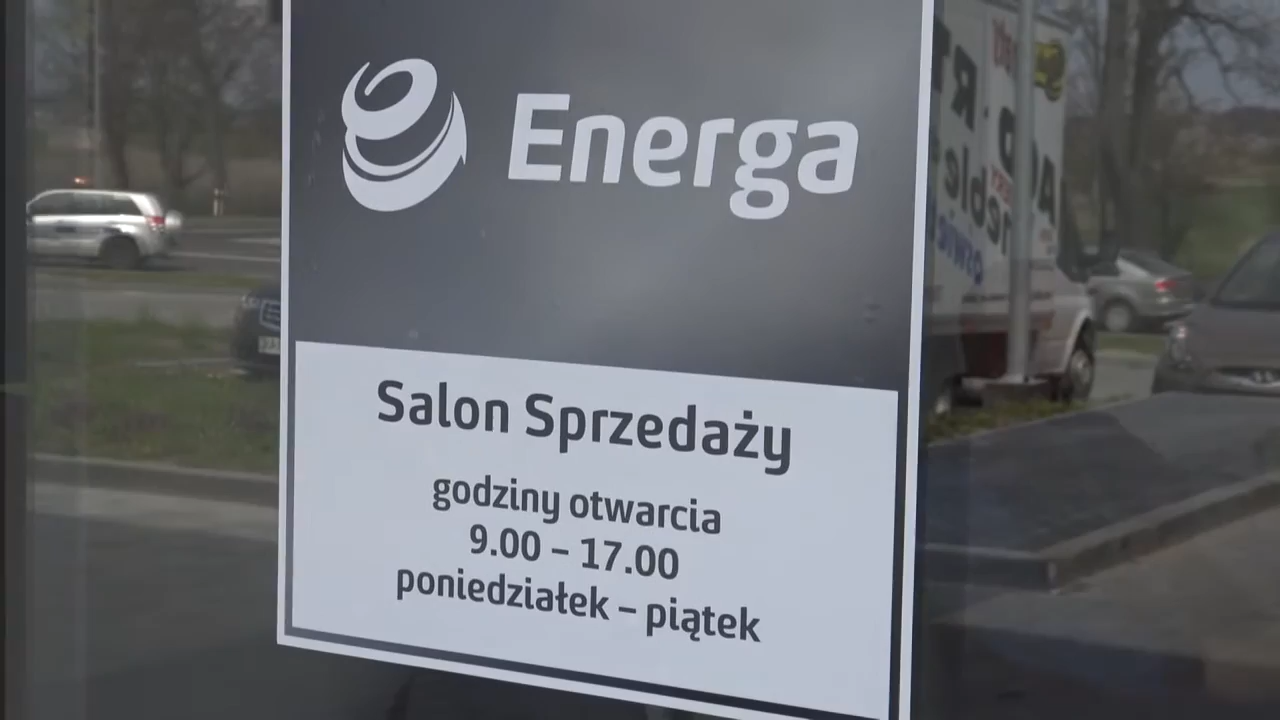 Energa
Salon Sprzedaży
godziny otwarcia
9.00 – 17.00
poniedziałek – piątek